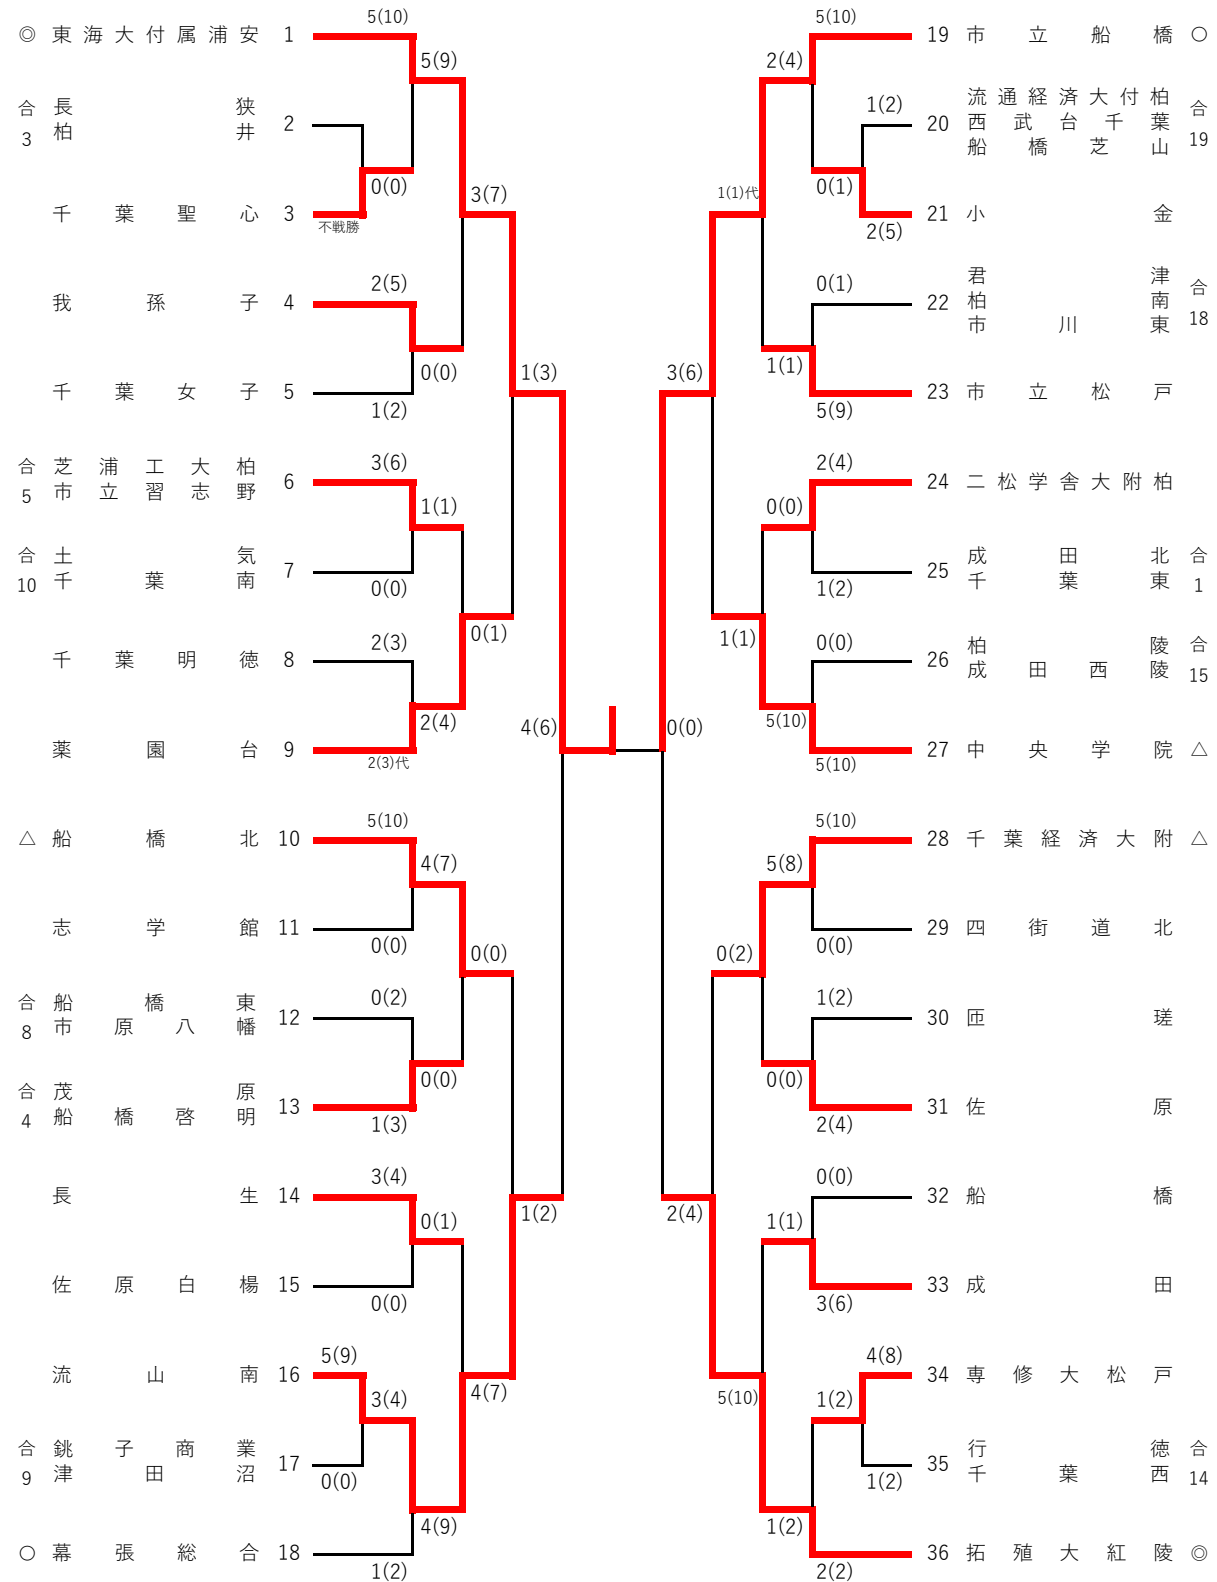 5(10)
◎ 東海大付属浦安 1
5(9)
合3 長狭 2
柏井
0(0)
千葉聖心 3
不戦勝
3(7)
2(5)
我孫子 4
0(0)
千葉女子 5
1(2)
1(3)
合5 芝浦工大柏 6
市立習志野
3(6)
1(1)
合10 土気 7
千葉南
0(0)
0(1)
2(3)
千葉明徳 8
2(4)
薬園台 9
2(3)代
4(6)
5(10)
△ 船橋北 10
4(7)
志学館 11
0(0)
0(0)
合8 船橋東 12
市原八幡
0(2)
0(0)
合4 茂原 13
船橋啓明
1(3)
3(4)
長生 14
0(1)
1(2)
佐原白楊 15
0(0)
5(9)
流山南 16
3(4)
4(7)
合9 銚子商業 17
津田沼
0(0)
4(9)
○ 幕張総合 18
1(2)
5(10)
19 市立船橋 ○
2(4)
1(2)
20 流通経済大付柏 合19
西武台千葉
船橋芝山
0(1)
1(1)代
21 小金
2(5)
0(1)
22 君津 合18
柏南
市川東
1(1)
23 市立松戸
5(9)
3(6)
2(4)
24 二松学舎大附柏
0(0)
25 成田北 合1
千葉東
1(2)
1(1)
0(0)
26 柏陵 合15
成田西陵
5(10)
27 中央学院 △
5(10)
0(0)
5(10)
28 千葉経済大附 △
5(8)
29 四街道北
0(0)
0(2)
1(2)
30 匝瑳
0(0)
31 佐原
2(4)
0(0)
32 船橋
1(1)
2(4)
33 成田
3(6)
4(8)
34 専修大松戸
1(2)
5(10)
35 行徳 合14
千葉西
1(2)
1(2)
36 拓殖大紅陵 ◎
2(2)